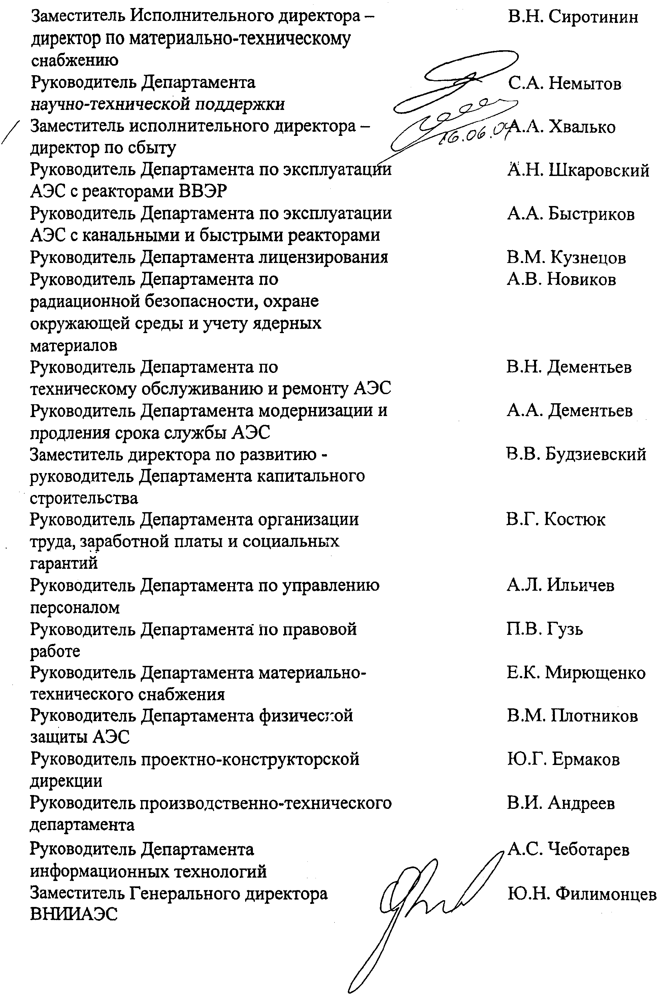 Заместитель Исполнительного директора – В.Н. Сиротинин
директор по материально-техническому
снабжению
Руководитель Департамента С.А. Немытов
научно-технической поддержки
Заместитель исполнительного директора – А.А. Хвалько
16.06.04
директор по сбыту
Руководитель Департамента по эксплуатации А.Н. Шкаровский
АЭС с реакторами ВВЭР
Руководитель Департамента по эксплуатации А.А. Быстриков
АЭС с канальными и быстрыми реакторами
Руководитель Департамента лицензирования В.М. Кузнецов
Руководитель Департамента по А.В. Новиков
радиационной безопасности, охране
окружающей среды и учету ядерных
материалов
Руководитель Департамента по В.Н. Дементьев
техническому обслуживанию и ремонту АЭС
Руководитель Департамента модернизации и А.А. Дементьев
продления срока службы АЭС
Заместитель директора по развитию - В.В. Будзиевский
руководитель Департамента капитального
строительства
Руководитель Департамента организации В.Г. Костюк
труда, заработной платы и социальных
гарантий
Руководитель Департамента по управлению А.Л. Ильичев
персоналом
Руководитель Департамента по правовой П.В. Гузь
работе
Руководитель Департамента материально- Е.К. Мирющенко
технического снабжения
Руководитель Департамента физической В.М. Плотников
защиты АЭС
Руководитель проектно-конструкторской Ю.Г. Ермаков
дирекции
Руководитель производственно-технического В.И. Андреев
департамента
Руководитель Департамента А.С. Чеботарев
информационных технологий
Заместитель Генерального директора Ю.Н. Филимонцев
ВНИИАЭС